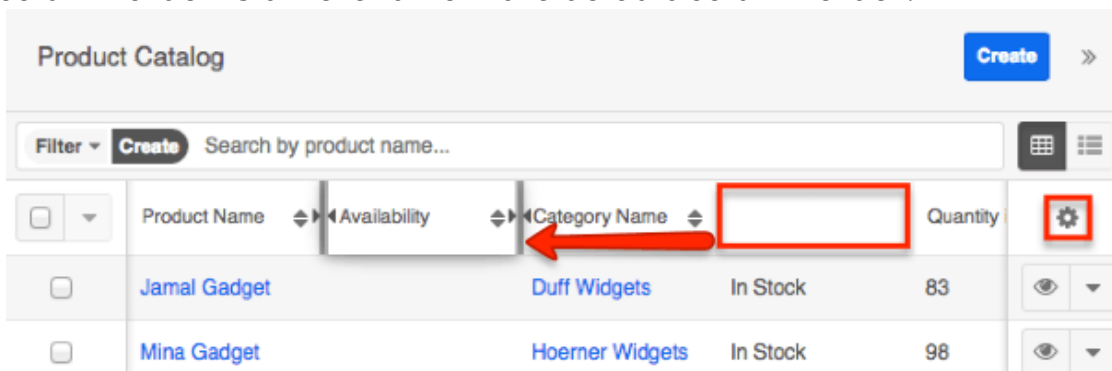 Product Catalog Create »
Filter Create Search by product name...
Product Name Availability Category Name Quantity
Jamal Gadget Duff Widgets In Stock 83
Mina Gadget Hoerner Widgets In Stock 98